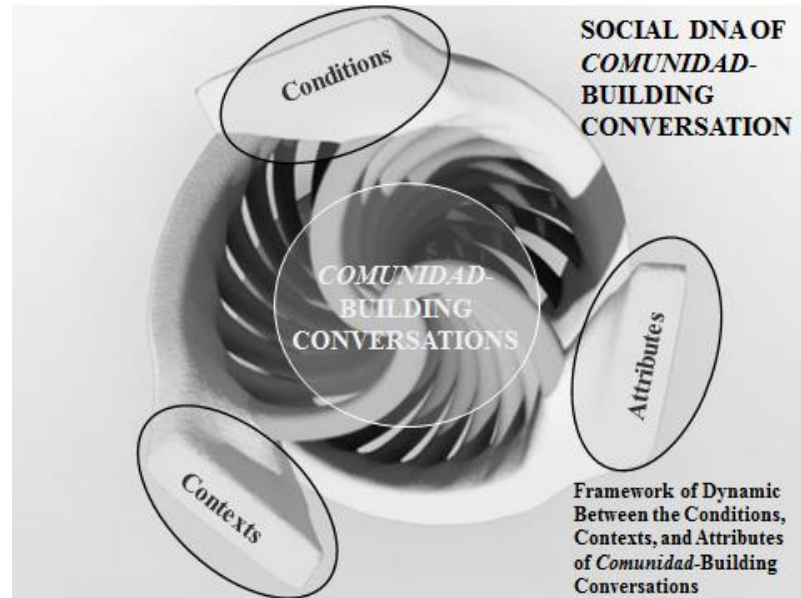 SOCIAL DNA OF
COMUNIDAD-
BUILDING
CONVERSATION
Conditions
COMUNIDAD-
BUILDING
CONVERSATIONS
Attributes
Contexts
Framework of Dynamic
Between the Conditions,
Contexts, and Attributes
of Comunidad-Building
Conversations